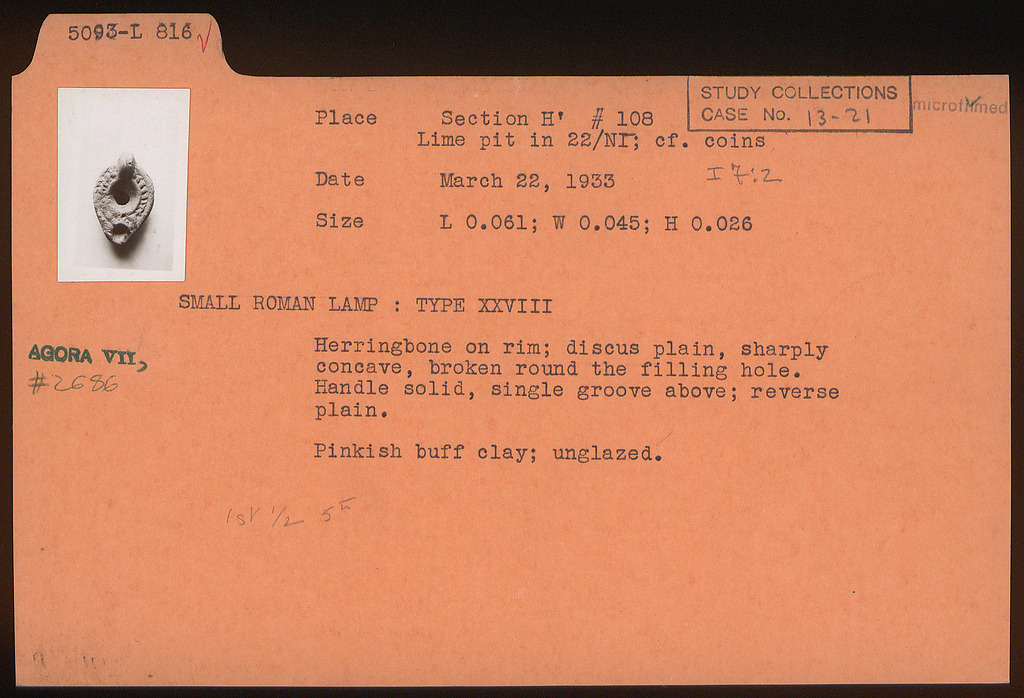 5093-L 816 √
STUDY COLLECTIONS
CASE No. 13-21
microfilmed
Place Section H' # 108
Lime pit in 22/NI; cf. coins
I 7:2
Date March 22, 1933
Size L 0.061; W 0.045; H 0.026
SMALL ROMAN LAMP : TYPE XXVIII
AGORA VII,
#2686
Herringbone on rim; discus plain, sharply
concave, broken round the filling hole.
Handle solid, single groove above; reverse
plain.
Pinkish buff clay; unglazed.
1st 1/2 5th